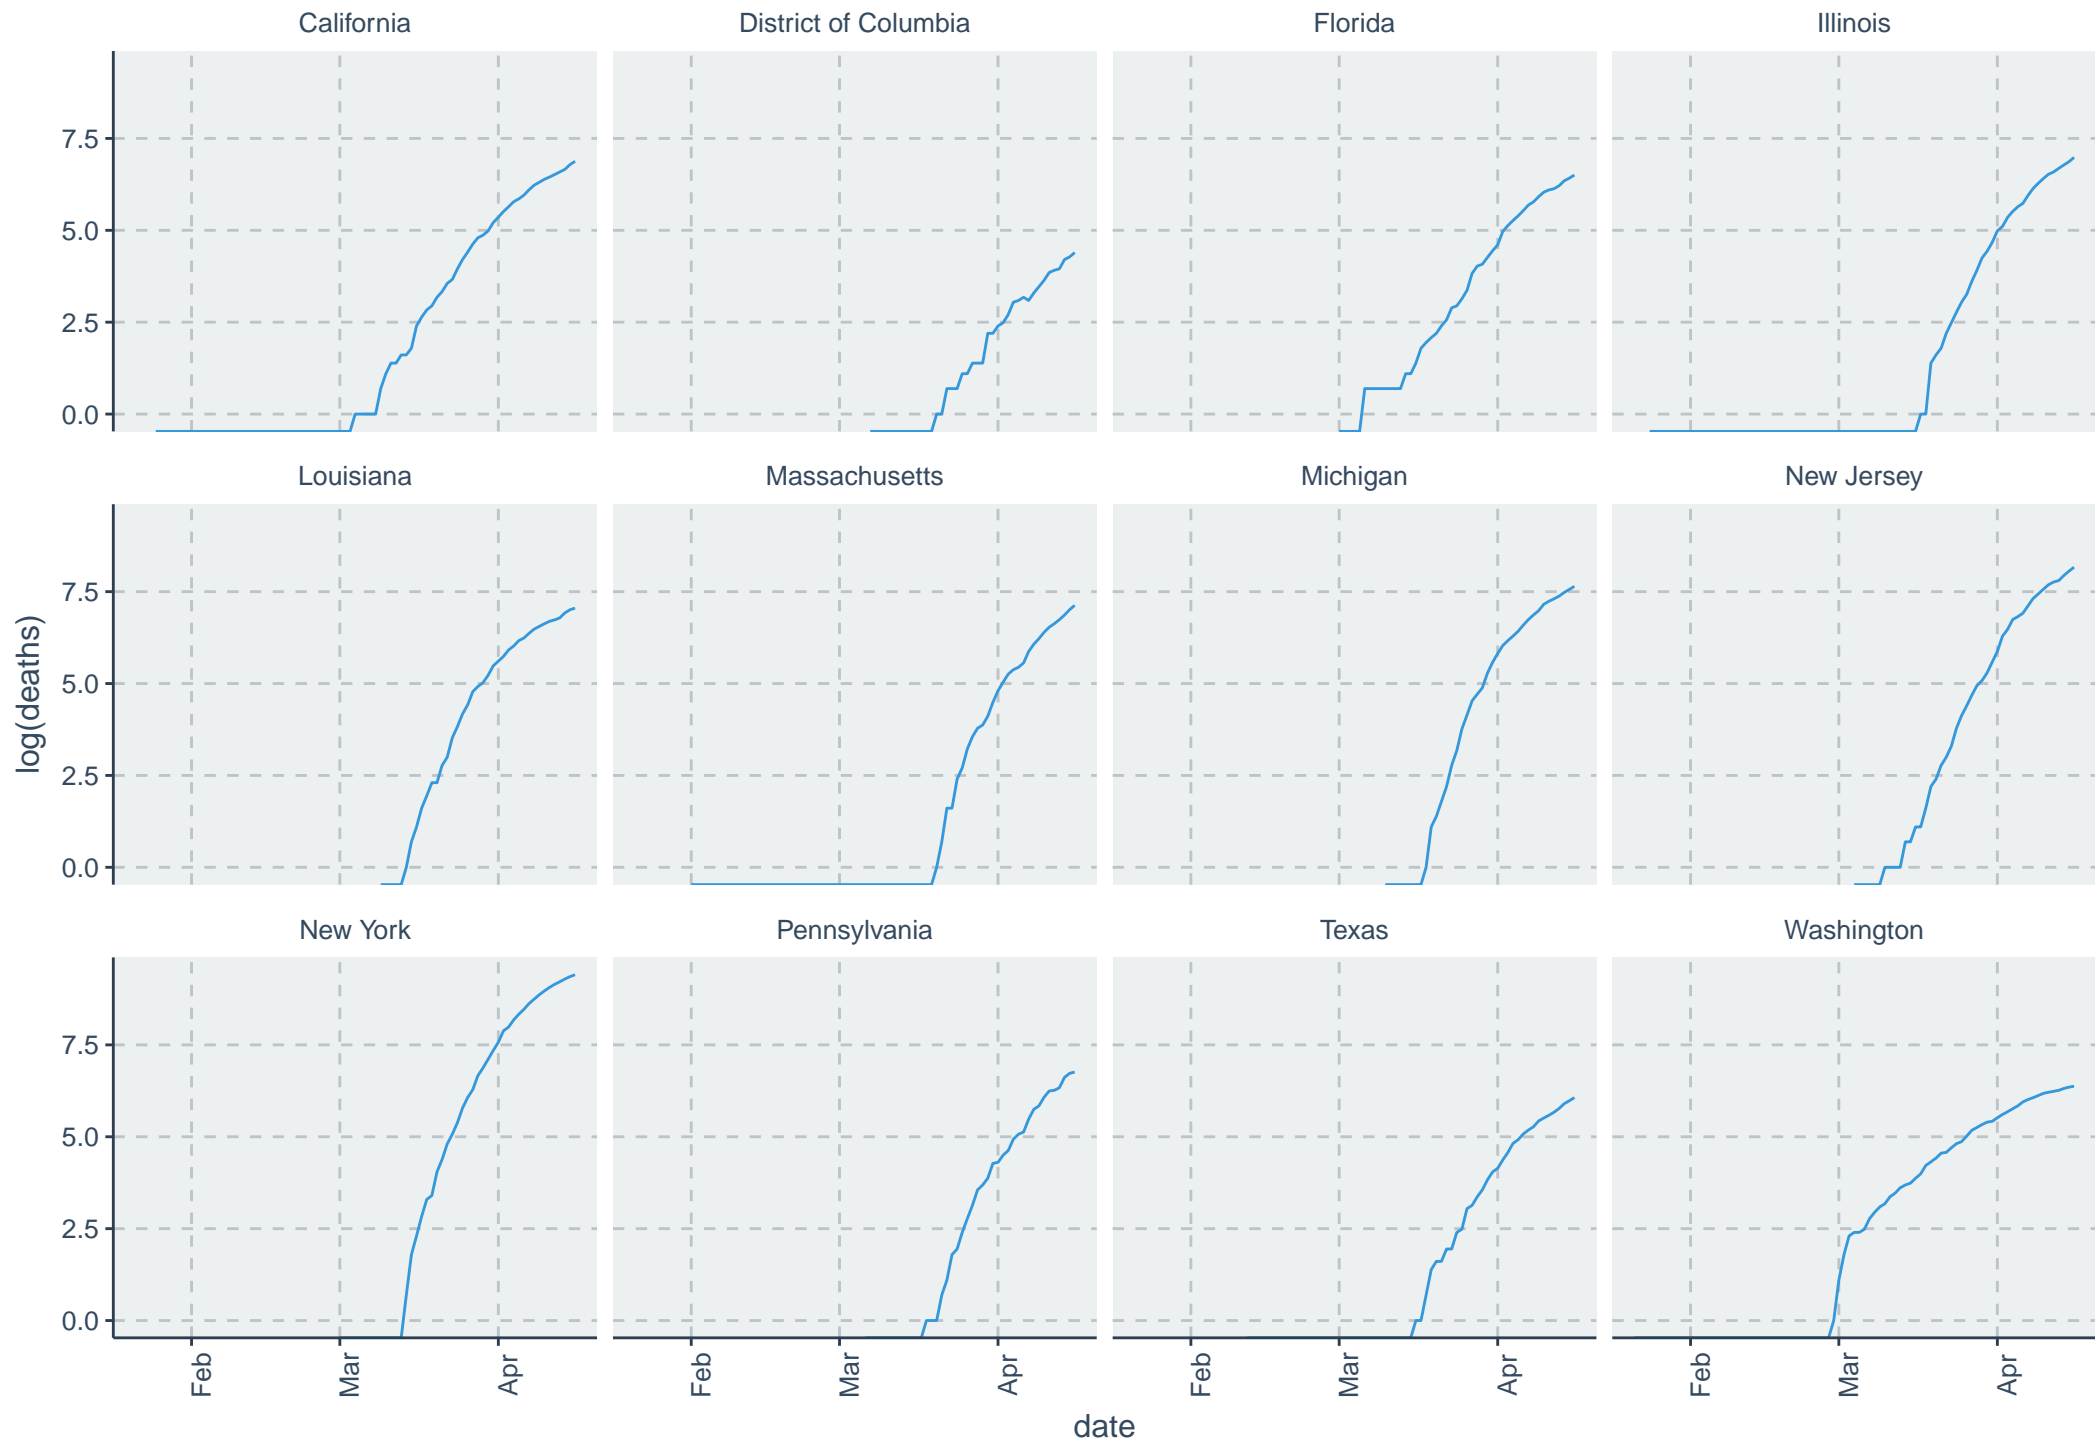 California
District of Columbia
Florida
Illinois
7.5
5.0
2.5
0.0
Louisiana
Massachusetts
Michigan
New Jersey
7.5
5.0
2.5
0.0
log(deaths)
New York
Pennsylvania
Texas
Washington
7.5
5.0
2.5
0.0
Feb
Mar
Apr
Feb
Mar
Apr
Feb
Mar
Apr
Feb
Mar
Apr
date